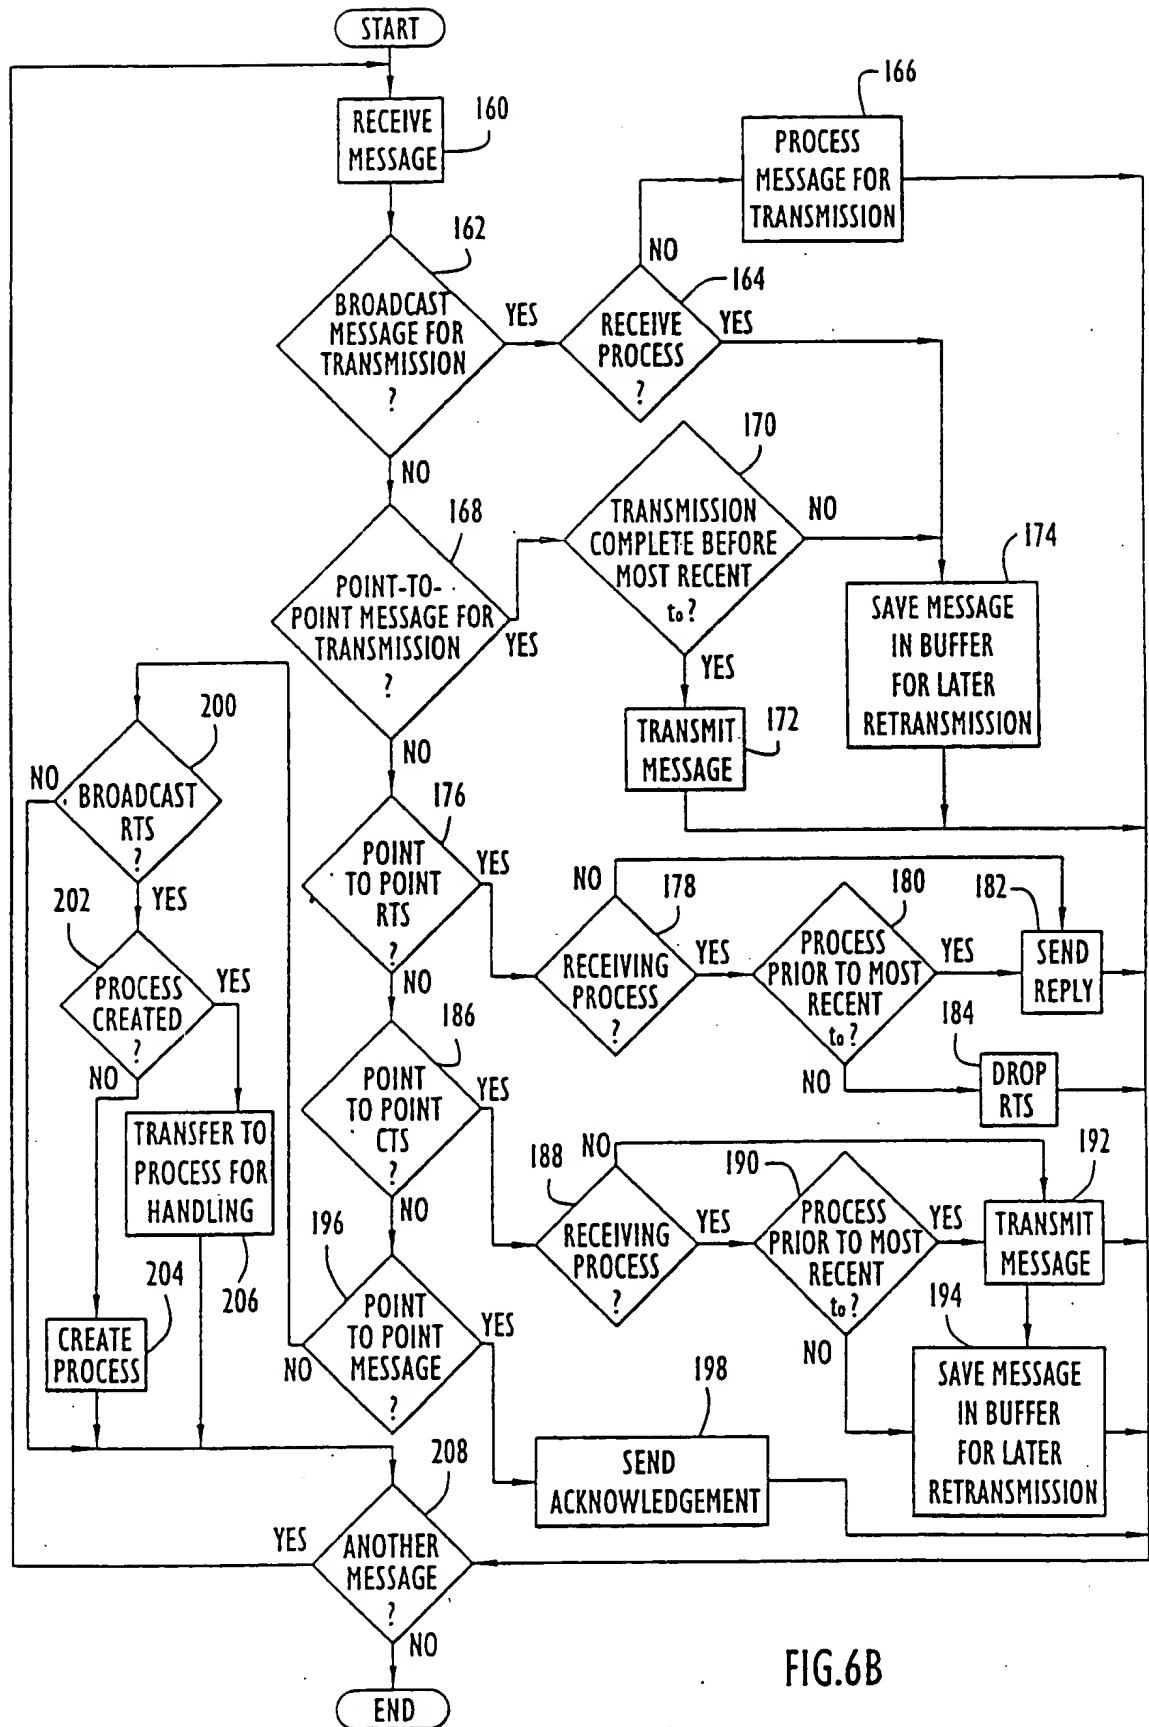 START
RECEIVE
MESSAGE
160
166
PROCESS
MESSAGE FOR
TRANSMISSION
162
BROADCAST
MESSAGE FOR
TRANSMISSION
?
YES
NO
164
RECEIVE
PROCESS
?
YES
NO
NO
168
POINT-TO-
POINT MESSAGE FOR
TRANSMISSION
?
YES
170
TRANSMISSION
COMPLETE BEFORE
MOST RECENT
to?
NO
YES
172
TRANSMIT
MESSAGE
174
SAVE MESSAGE
IN BUFFER
FOR LATER
RETRANSMISSION
NO
176
POINT
TO POINT
RTS
?
YES
NO
178
RECEIVING
PROCESS
?
YES
180
PROCESS
PRIOR TO MOST
RECENT
to?
YES
182
SEND
REPLY
NO
184
DROP
RTS
NO
186
POINT
TO POINT
CTS
?
YES
NO
188
RECEIVING
PROCESS
?
YES
190
PROCESS
PRIOR TO MOST
RECENT
to?
YES
192
TRANSMIT
MESSAGE
NO
194
SAVE MESSAGE
IN BUFFER
FOR LATER
RETRANSMISSION
NO
196
POINT
TO POINT
MESSAGE
?
YES
NO
198
SEND
ACKNOWLEDGEMENT
200
BROADCAST
RTS
?
NO
YES
202
PROCESS
CREATED
?
YES
NO
TRANSFER TO
PROCESS FOR
HANDLING
206
204
CREATE
PROCESS
208
ANOTHER
MESSAGE
?
YES
NO
END
FIG.6B